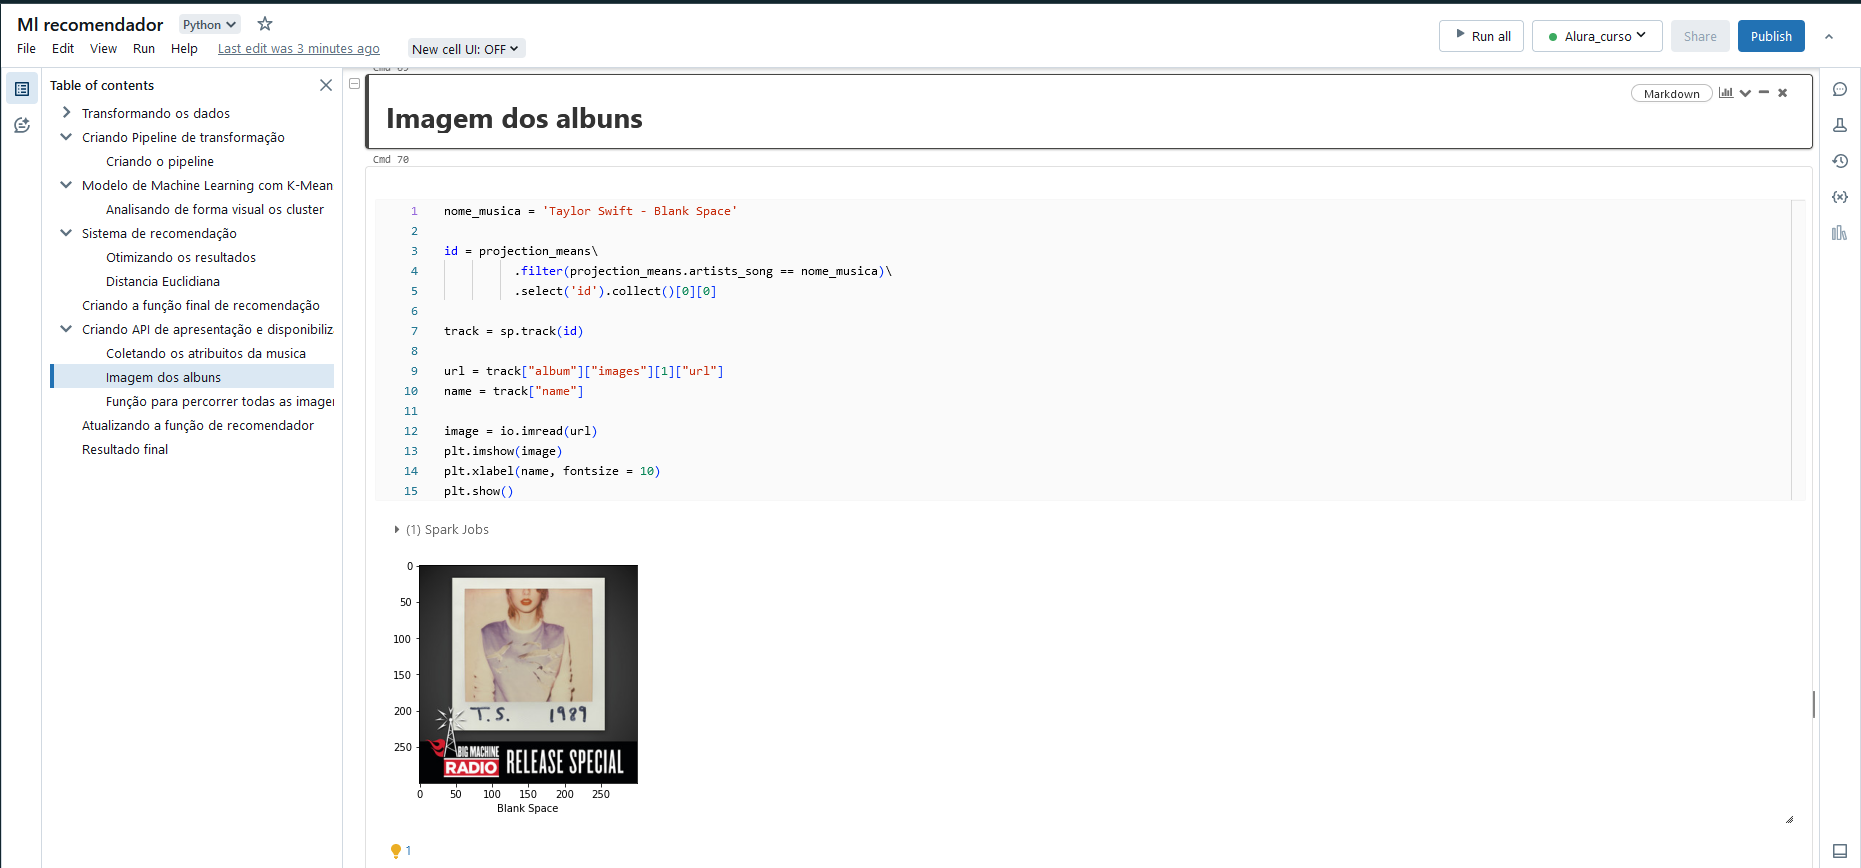 Ml recomendador
Python
File Edit View Run Help Last edit was 3 minutes ago New cell UI: OFF
Run all
Alura_curso
Share
Publish
Table of contents
Transformando os dados
Criando Pipeline de transformação
Criando o pipeline
Modelo de Machine Learning com K-Mean
Analisando de forma visual os cluster
Sistema de recomendação
Otimizando os resultados
Distancia Euclidiana
Criando a função final de recomendação
Criando API de apresentação e disponibiliz
Coletando os atribuitos da musica
Imagem dos albuns
Função para percorrer todas as image
Atualizando a função de recomendador
Resultado final
Imagem dos albuns
Markdown
Cmd 70
1 nome_musica = 'Taylor Swift - Blank Space'
2
3 id = projection_means\
4 .filter(projection_means.artists_song == nome_musica)\
5 .select('id').collect()[0][0]
6
7 track = sp.track(id)
8
9 url = track["album"]["images"][1]["url"]
10 name = track["name"]
11
12 image = io.imread(url)
13 plt.imshow(image)
14 plt.xlabel(name, fontsize = 10)
15 plt.show()
(1) Spark Jobs
0
50
100
150
200
250
T.S. 1989
BIG MACHINE
RADIO
RELEASE SPECIAL
0 50 100 150 200 250
Blank Space
1